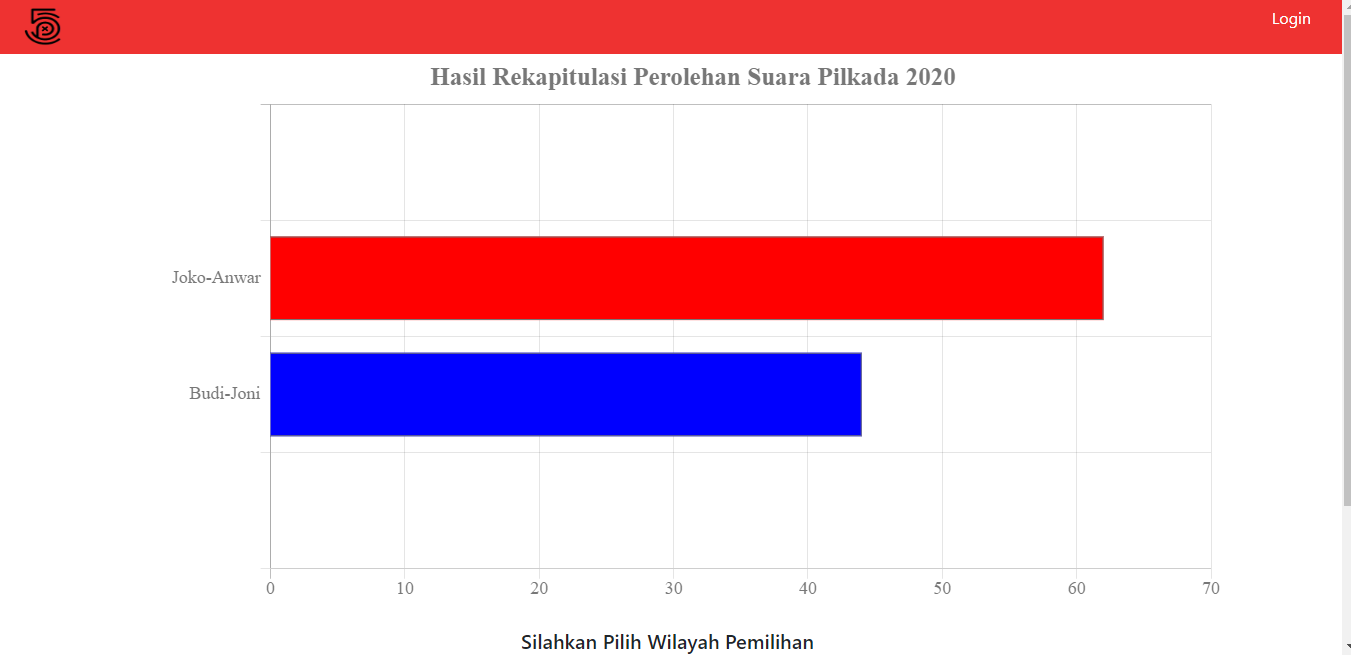 Login
Hasil Rekapitulasi Perolehan Suara Pilkada 2020
Joko-Anwar
Budi-Joni
0 10 20 30 40 50 60 70
Silahkan Pilih Wilayah Pemilihan